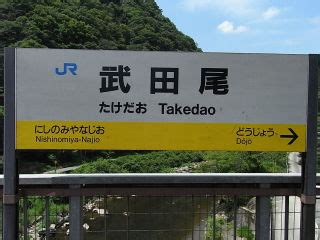 JR 武田尾
たけだお Takedao
にしのみやなじお どうじょう
Nishinomiya-Najio Dōjō